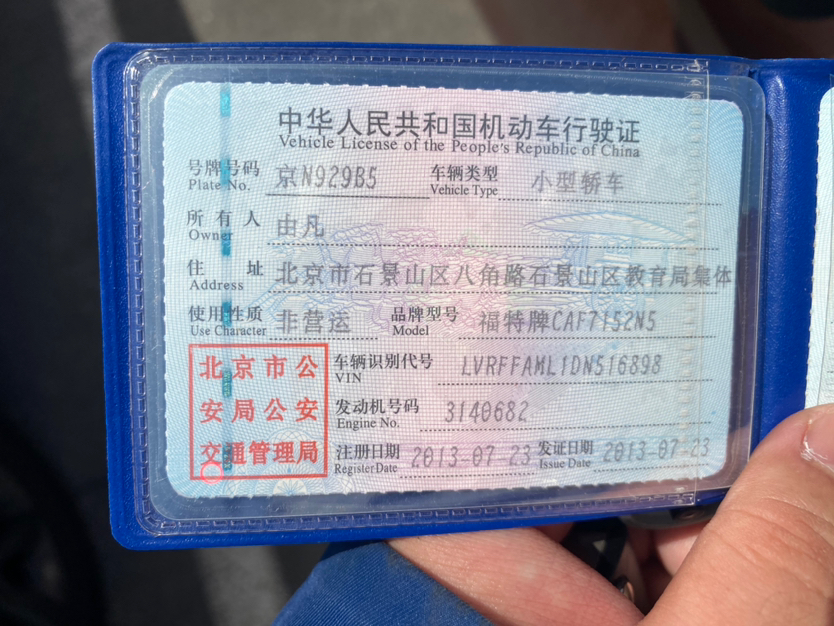 中华人民共和国机动车行驶证
Vehicle License of the People's Republic of China
号牌号码 京N929B5 车辆类型 小型轿车
Plate No. Vehicle Type
所有人 由凡
Owner
住址 北京市石景山区八角路石景山区教育局集体
Address
使用性质 非营运 品牌型号 福特牌CAF7152N5
Use Character Model
北京市公
安局公安
交通管理局
车辆识别代号 LVRFFAML1DN516898
VIN
发动机号码 3140682
Engine No.
注册日期 2013-07-23 发证日期 2013-07-23
Register Date Issue Date